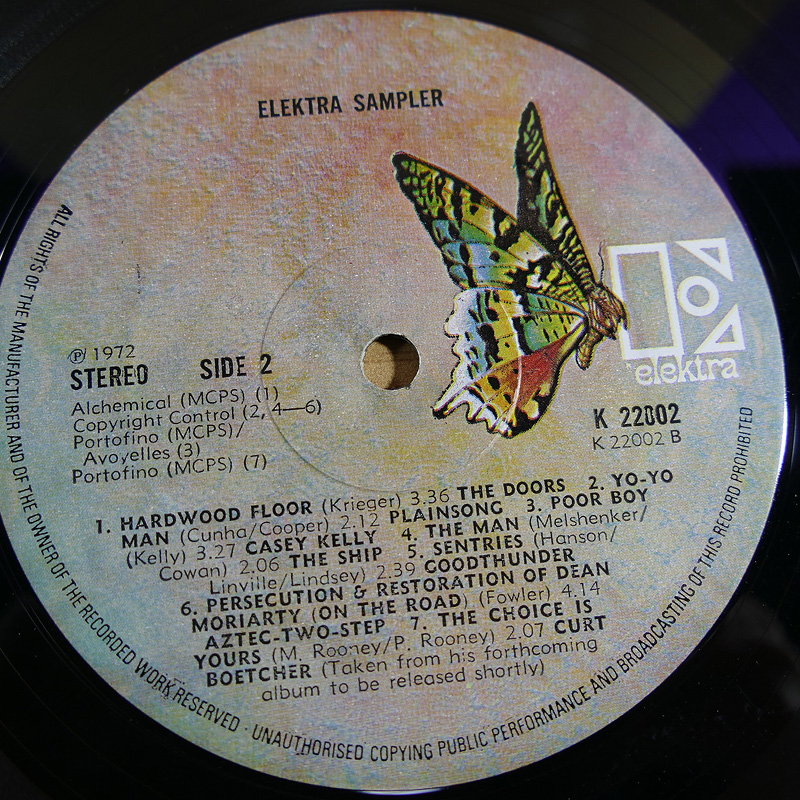 ELEKTRA SAMPLER
elektra
℗ 1972
STEREO SIDE 2
Alchemical (MCPS) (1)
Copyright Control (2, 4—6)
Portofino (MCPS)/
Avoyelles (3)
Portofino (MCPS) (7)
K 22002
K 22002 B
1. HARDWOOD FLOOR (Krieger) 3.36 THE DOORS 2. YO-YO
MAN (Cunha/Cooper) 2.12 PLAINSONG 3. POOR BOY
(Kelly) 3.27 CASEY KELLY 4. THE MAN (Melshenker/
Cowan) 2.06 THE SHIP 5. SENTRIES (Hanson/
Linville/Lindsey) 2.39 GOODTHUNDER
6. PERSECUTION & RESTORATION OF DEAN
MORIARTY (ON THE ROAD) (Fowler) 4.14
AZTEC-TWO-STEP 7. THE CHOICE IS
YOURS (M. Rooney/P. Rooney) 2.07 CURT
BOETCHER (Taken from his forthcoming
album to be released shortly)
ALL RIGHTS OF THE MANUFACTURER AND OF THE OWNER OF THE RECORDED WORK RESERVED · UNAUTHORISED COPYING PUBLIC PERFORMANCE AND BROADCASTING OF THIS RECORD PROHIBITED